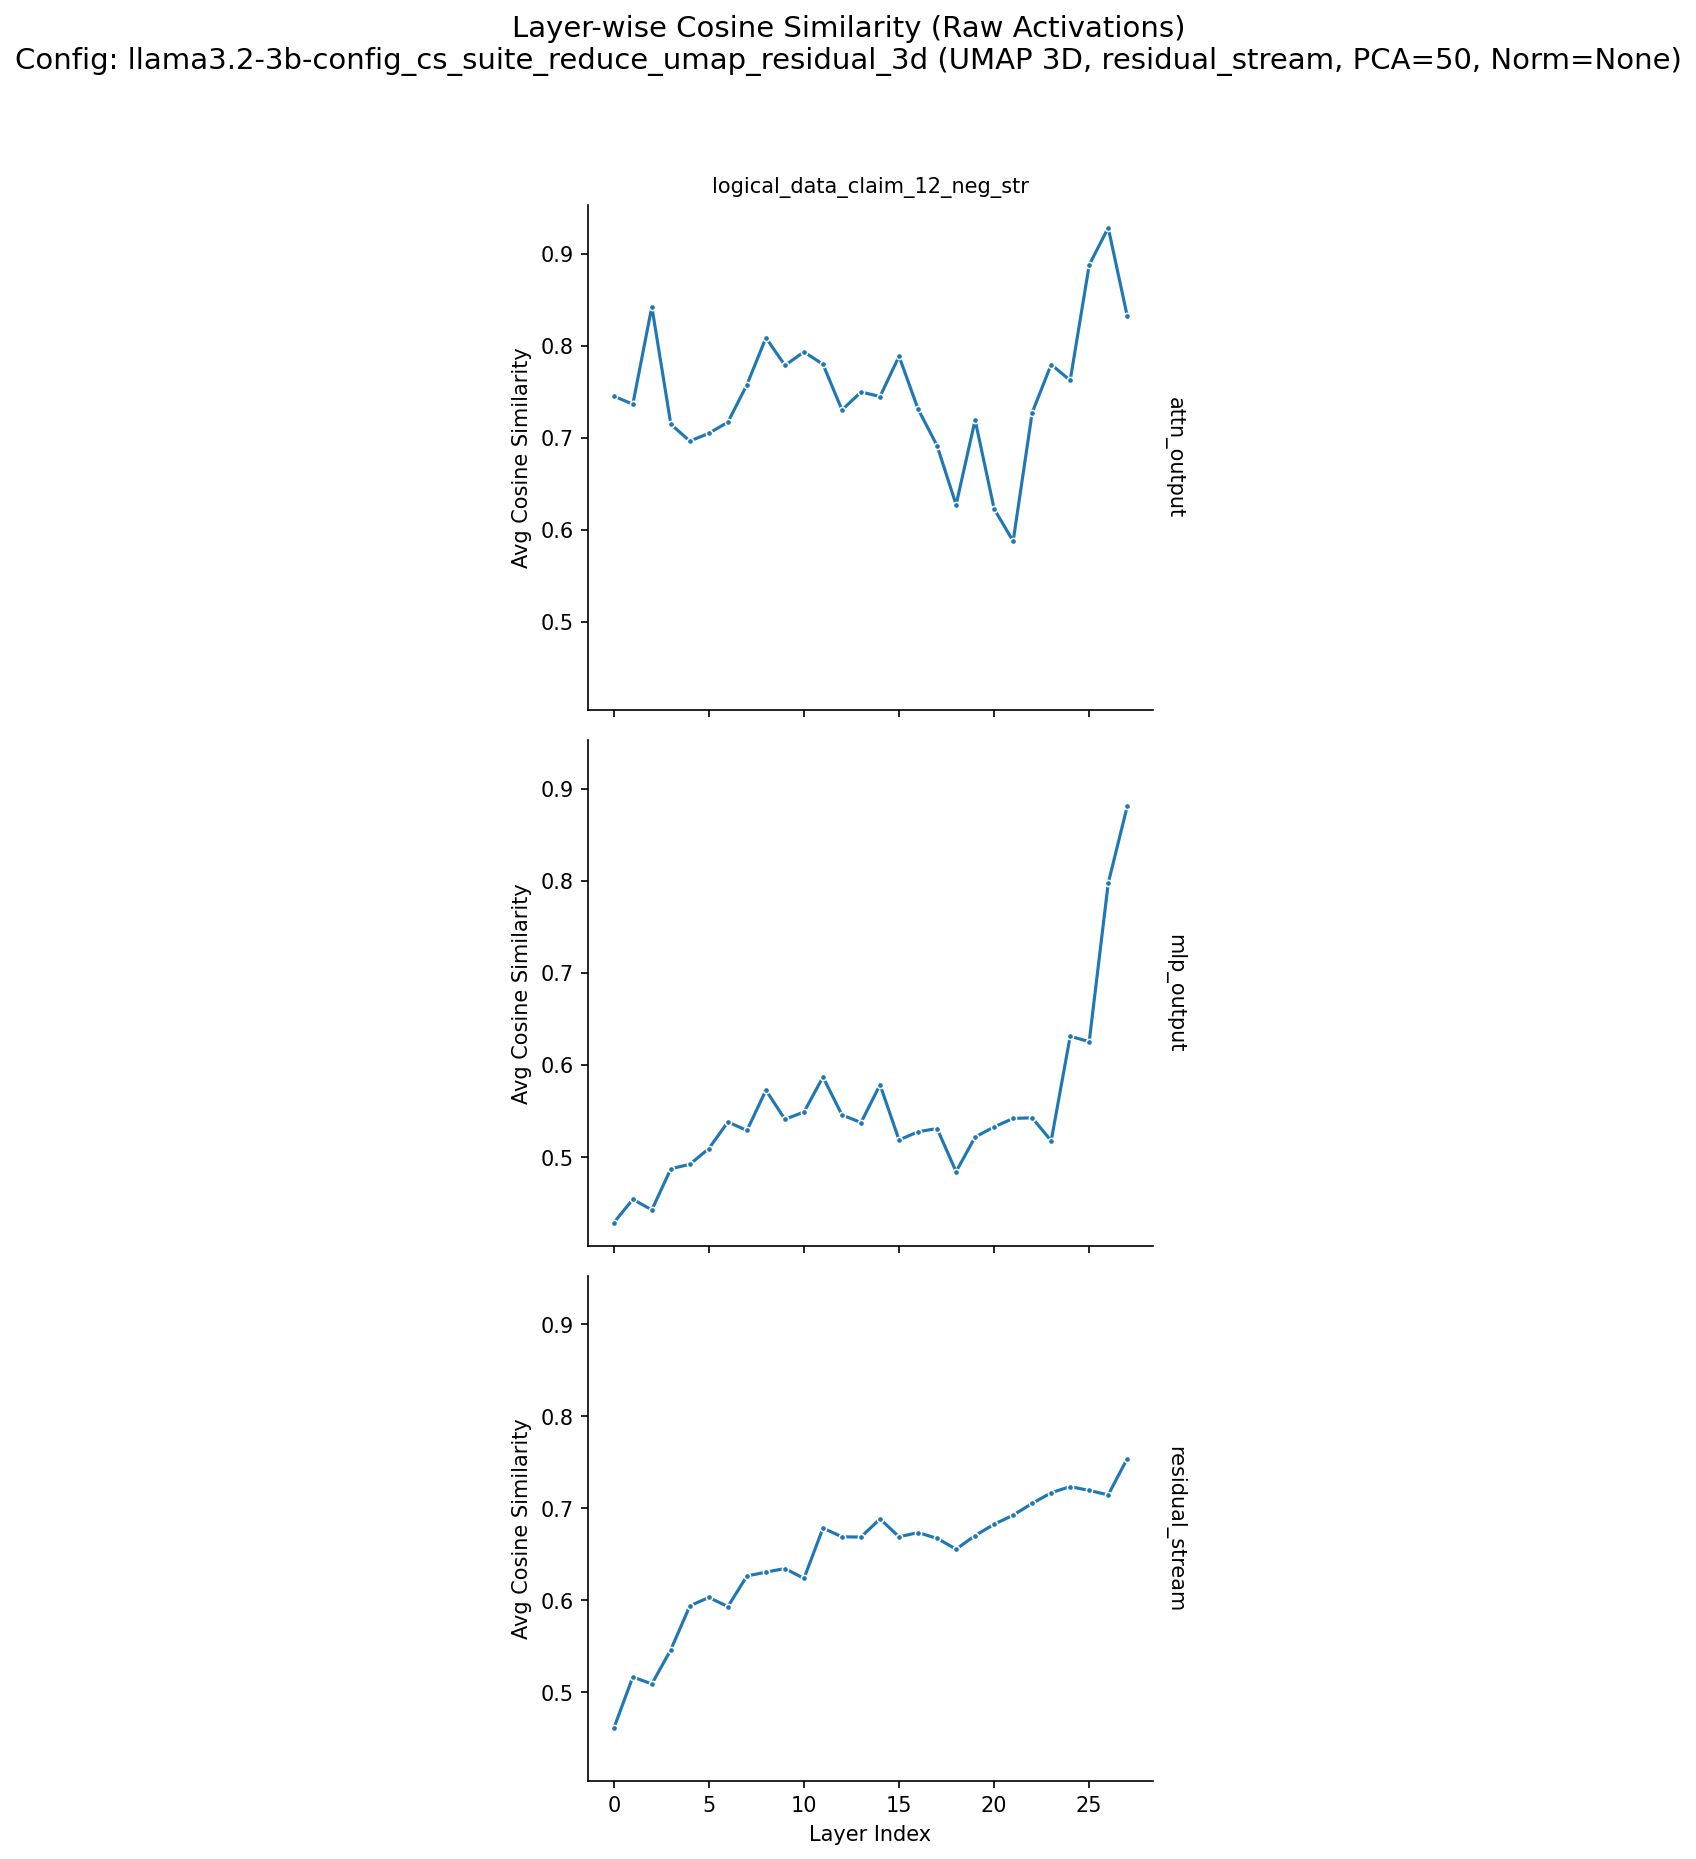 Layer-wise Cosine Similarity (Raw Activations)
Config: llama3.2-3b-config_cs_suite_reduce_umap_residual_3d (UMAP 3D, residual_stream, PCA=50, Norm=None)
logical_data_claim_12_neg_str
0.9
0.8
0.7
0.6
0.5
Avg Cosine Similarity
attn_output
0.9
0.8
0.7
0.6
0.5
Avg Cosine Similarity
mlp_output
0.9
0.8
0.7
0.6
0.5
Avg Cosine Similarity
residual_stream
0 5 10 15 20 25
Layer Index